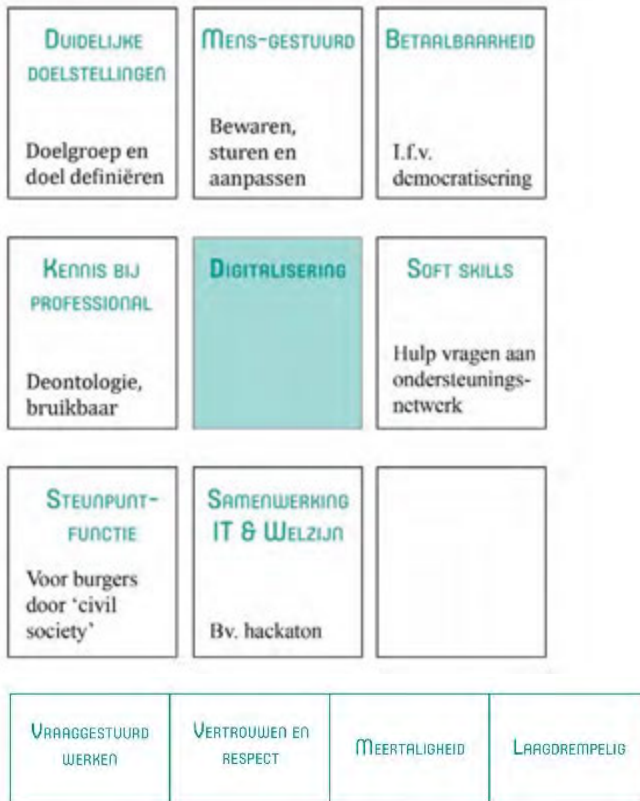 Duidelijke
doelstellingen
Doelgroep en
doel definiëren
Mens-gestuurd
Bewaren,
sturen en
aanpassen
Betaalbaarheid
I.f.v.
democratisering
Kennis bij
professional
Deontologie,
bruikbaar
Digitalisering
Soft skills
Hulp vragen aan
ondersteunings-
netwerk
Steunpunt-
functie
Voor burgers
door ‘civil
society’
Samenwerking
IT & Welzijn
Bv. hackaton
Vraaggestuurd
werken
Vertrouwen en
respect
Meertaligheid
Laagdrempelig